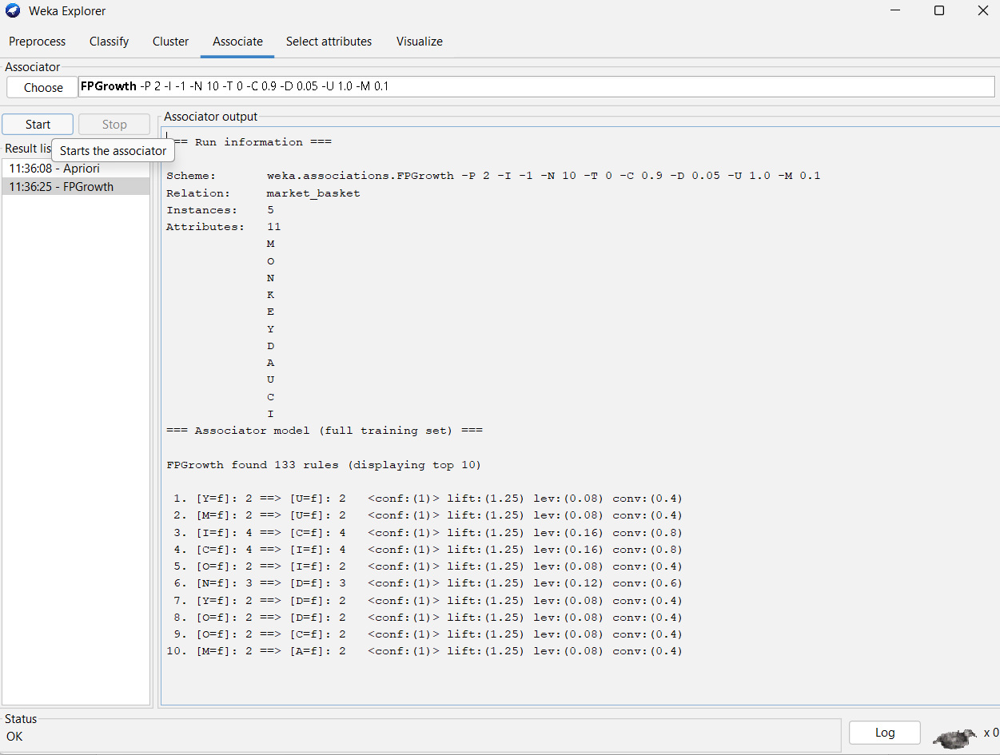 Weka Explorer
Preprocess Classify Cluster Associate Select attributes Visualize
Associator
Choose FPGrowth -P 2 -I -1 -N 10 -T 0 -C 0.9 -D 0.05 -U 1.0 -M 0.1
Start Stop
Result lis
Starts the associator
11:36:08 - Apriori
11:36:25 - FPGrowth
Associator output
== Run information ===
Scheme: weka.associations.FPGrowth -P 2 -I -1 -N 10 -T 0 -C 0.9 -D 0.05 -U 1.0 -M 0.1
Relation: market_basket
Instances: 5
Attributes: 11
M
O
N
K
E
Y
D
A
U
C
I
=== Associator model (full training set) ===
FPGrowth found 133 rules (displaying top 10)
1. [Y=f]: 2 ==> [U=f]: 2 <conf:(1)> lift:(1.25) lev:(0.08) conv:(0.4)
2. [M=f]: 2 ==> [U=f]: 2 <conf:(1)> lift:(1.25) lev:(0.08) conv:(0.4)
3. [I=f]: 4 ==> [C=f]: 4 <conf:(1)> lift:(1.25) lev:(0.16) conv:(0.8)
4. [C=f]: 4 ==> [I=f]: 4 <conf:(1)> lift:(1.25) lev:(0.16) conv:(0.8)
5. [O=f]: 2 ==> [I=f]: 2 <conf:(1)> lift:(1.25) lev:(0.08) conv:(0.4)
6. [N=f]: 3 ==> [D=f]: 3 <conf:(1)> lift:(1.25) lev:(0.12) conv:(0.6)
7. [Y=f]: 2 ==> [D=f]: 2 <conf:(1)> lift:(1.25) lev:(0.08) conv:(0.4)
8. [O=f]: 2 ==> [D=f]: 2 <conf:(1)> lift:(1.25) lev:(0.08) conv:(0.4)
9. [O=f]: 2 ==> [C=f]: 2 <conf:(1)> lift:(1.25) lev:(0.08) conv:(0.4)
10. [M=f]: 2 ==> [A=f]: 2 <conf:(1)> lift:(1.25) lev:(0.08) conv:(0.4)
Status
OK
Log
x 0